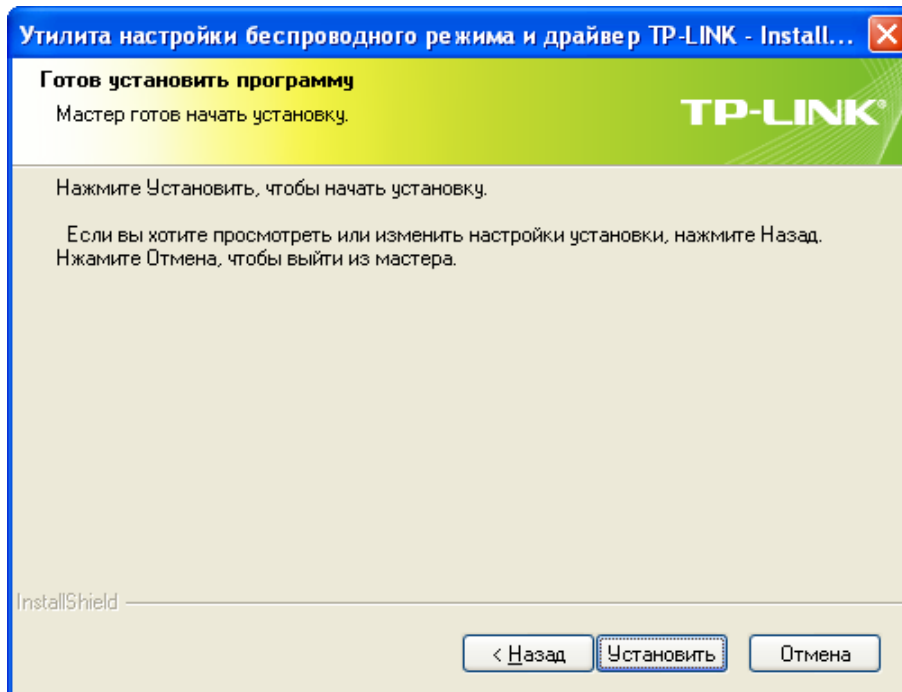 Утилита настройки беспроводного режима и драйвер TP-LINK - Install...
Готов установить программу
Мастер готов начать установку.
TP-LINK®
Нажмите Установить, чтобы начать установку.
Если вы хотите просмотреть или изменить настройки установки, нажмите Назад.
Нжамите Отмена, чтобы выйти из мастера.
InstallShield
< Назад
Установить
Отмена